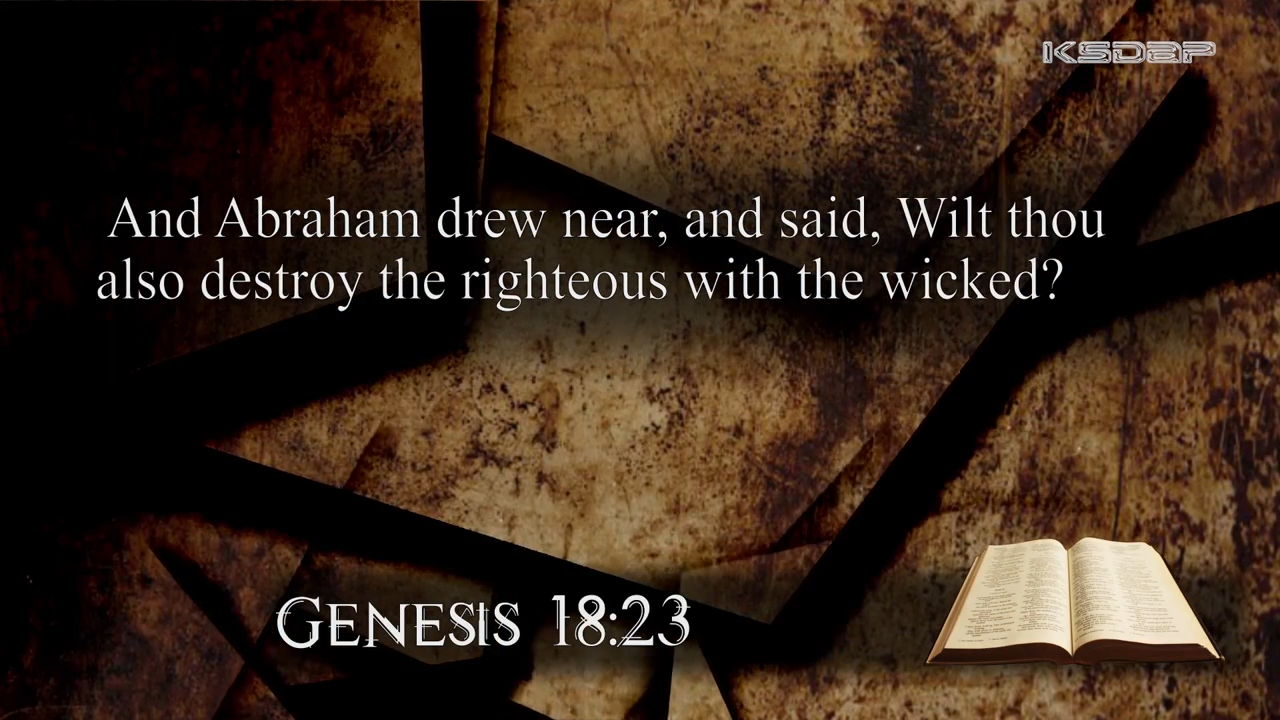 KSDAP
And Abraham drew near, and said, Wilt thou
also destroy the righteous with the wicked?
Genesis 18:23